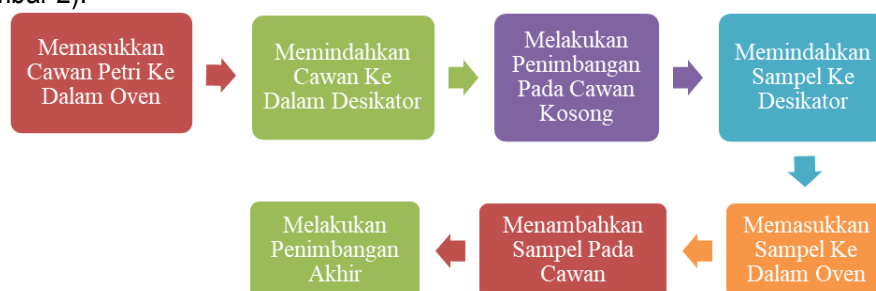 Memasukkan
Cawan Petri Ke
Dalam Oven
Memindahkan
Cawan Ke
Dalam Desikator
Melakukan
Penimbangan
Pada Cawan
Kosong
Memindahkan
Sampel Ke
Desikator
Memasukkan
Sampel Ke
Dalam Oven
Menambahkan
Sampel Pada
Cawan
Melakukan
Penimbangan
Akhir